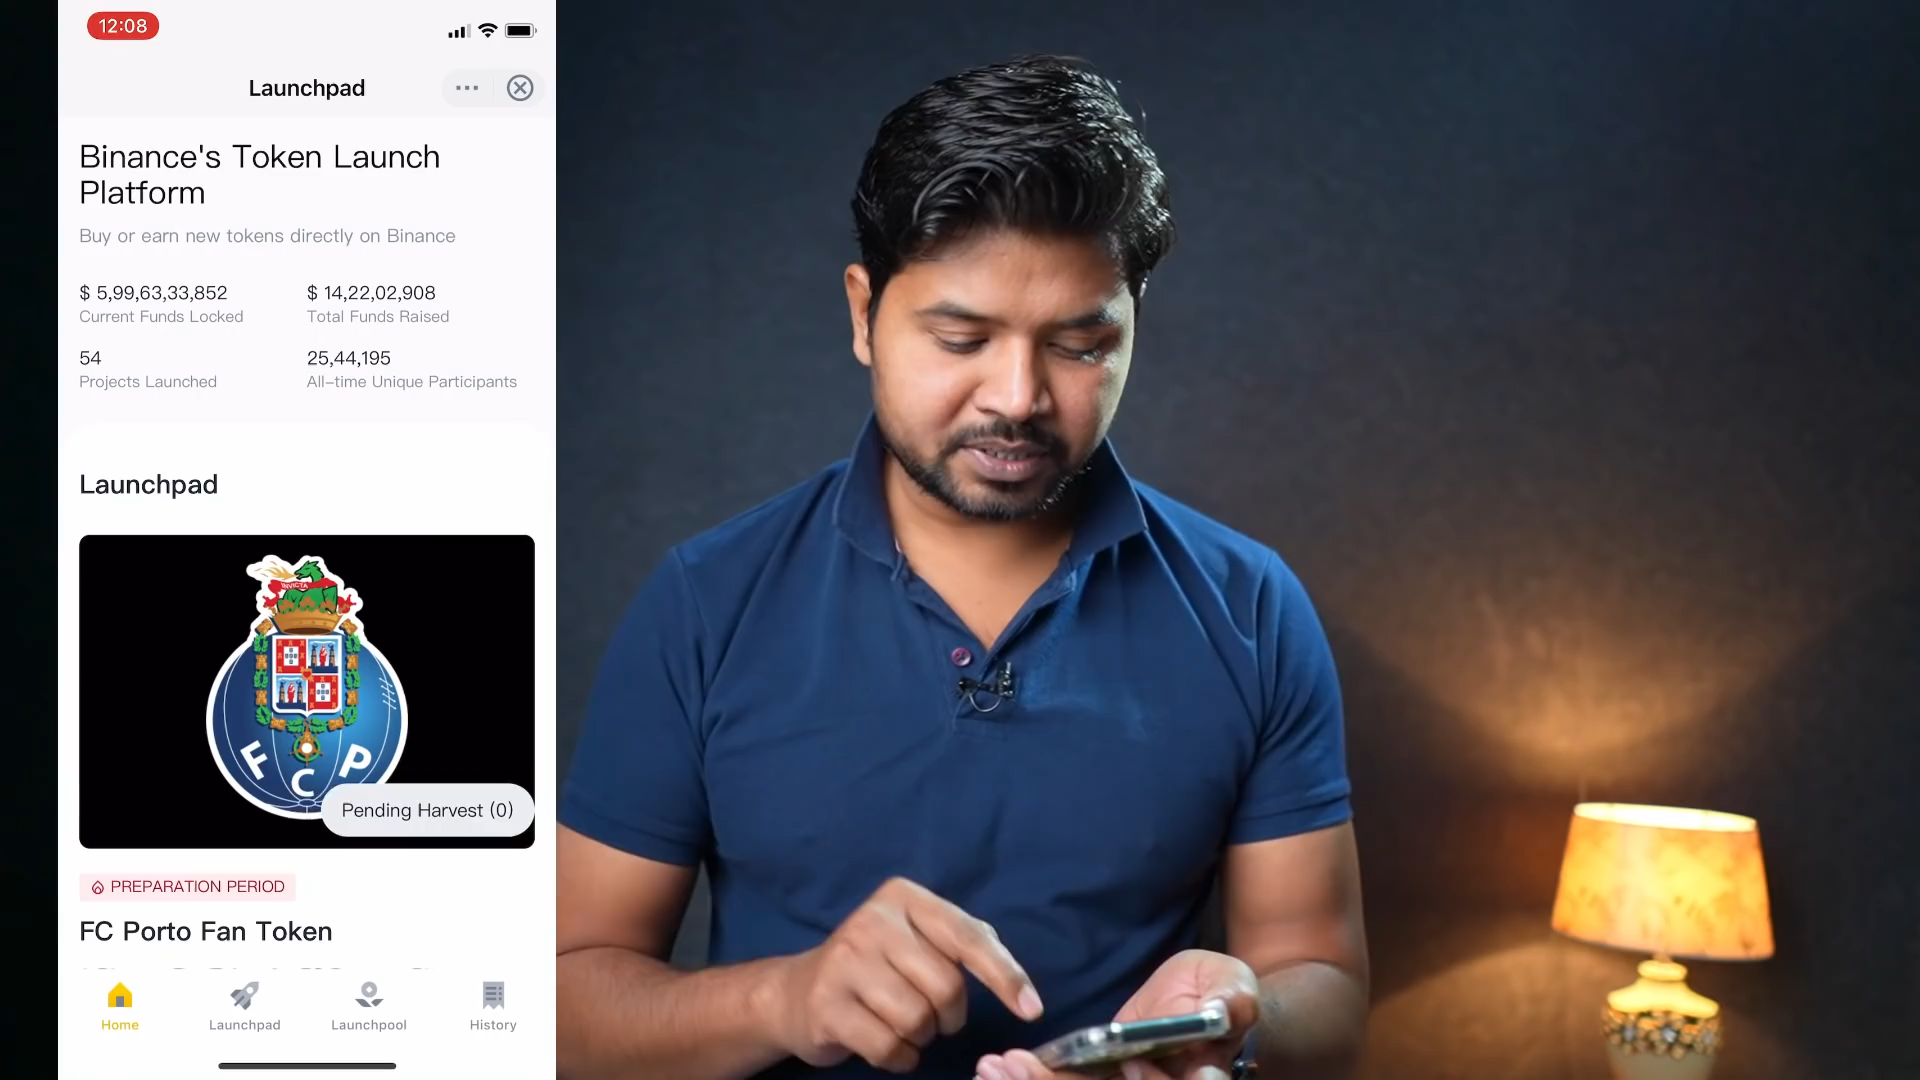 12:08
Launchpad
Binance's Token Launch
Platform
Buy or earn new tokens directly on Binance
$ 5,99,63,33,852
Current Funds Locked
$ 14,22,02,908
Total Funds Raised
54
Projects Launched
25,44,195
All-time Unique Participants
Launchpad
INVICTA
F C P
Pending Harvest (0)
PREPARATION PERIOD
FC Porto Fan Token
Home
Launchpad
Launchpool
History